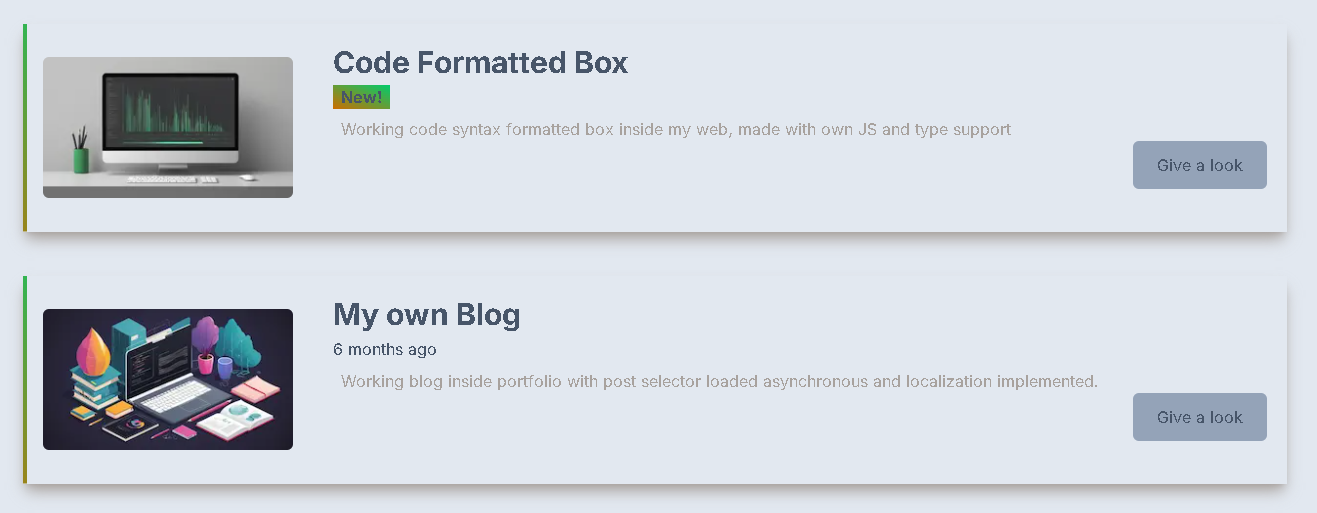 Code Formatted Box
New!
Working code syntax formatted box inside my web, made with own JS and type support
Give a look
My own Blog
6 months ago
Working blog inside portfolio with post selector loaded asynchronous and localization implemented.
Give a look